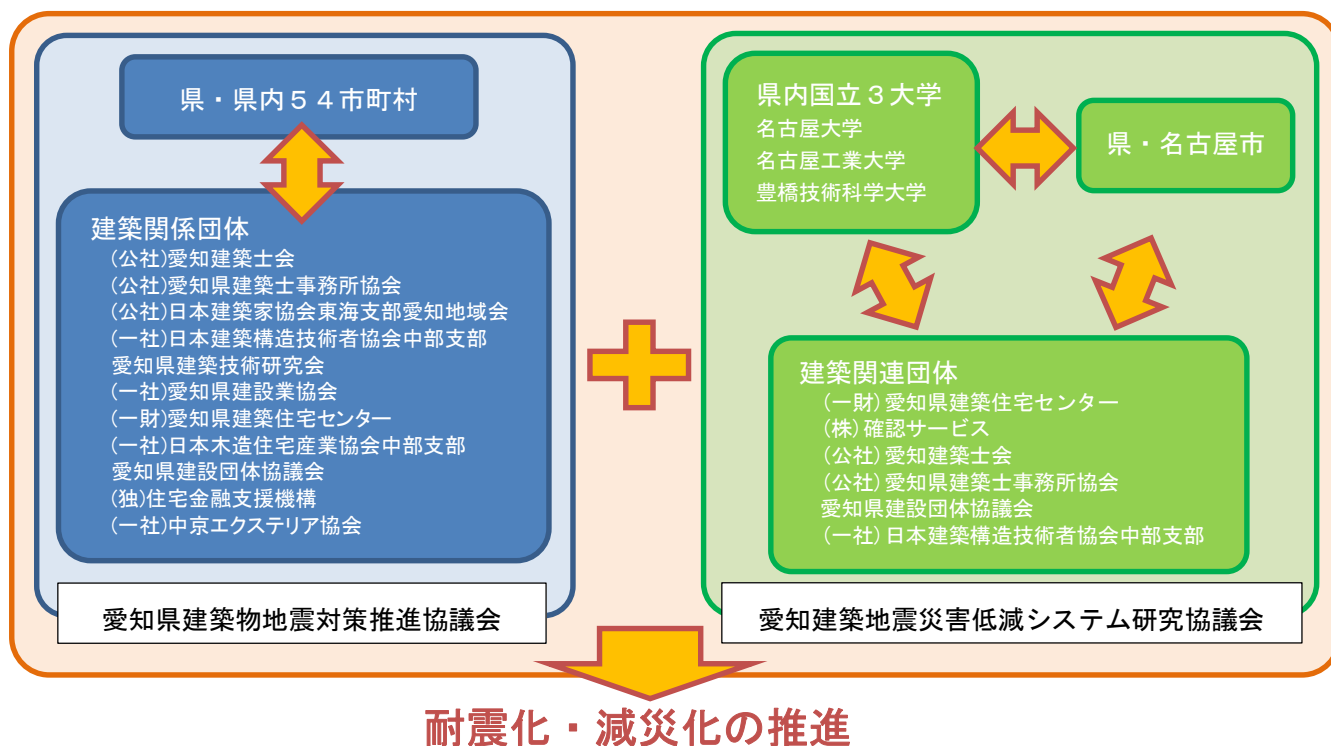 県・県内５４市町村
建築関係団体
(公社)愛知建築士会
(公社)愛知県建築士事務所協会
(公社)日本建築家協会東海支部愛知地域会
(一社)日本建築構造技術者協会中部支部
愛知県建築技術研究会
(一社)愛知県建設業協会
(一財)愛知県建築住宅センター
(一社)日本木造住宅産業協会中部支部
愛知県建設団体協議会
(独)住宅金融支援機構
(一社)中京エクステリア協会
愛知県建築物地震対策推進協議会
県内国立３大学
名古屋大学
名古屋工業大学
豊橋技術科学大学
県・名古屋市
建築関連団体
(一財)愛知県建築住宅センター
(株)確認サービス
(公社)愛知建築士会
(公社)愛知県建築士事務所協会
愛知県建設団体協議会
(一社)日本建築構造技術者協会中部支部
愛知建築地震災害低減システム研究協議会
耐震化・減災化の推進